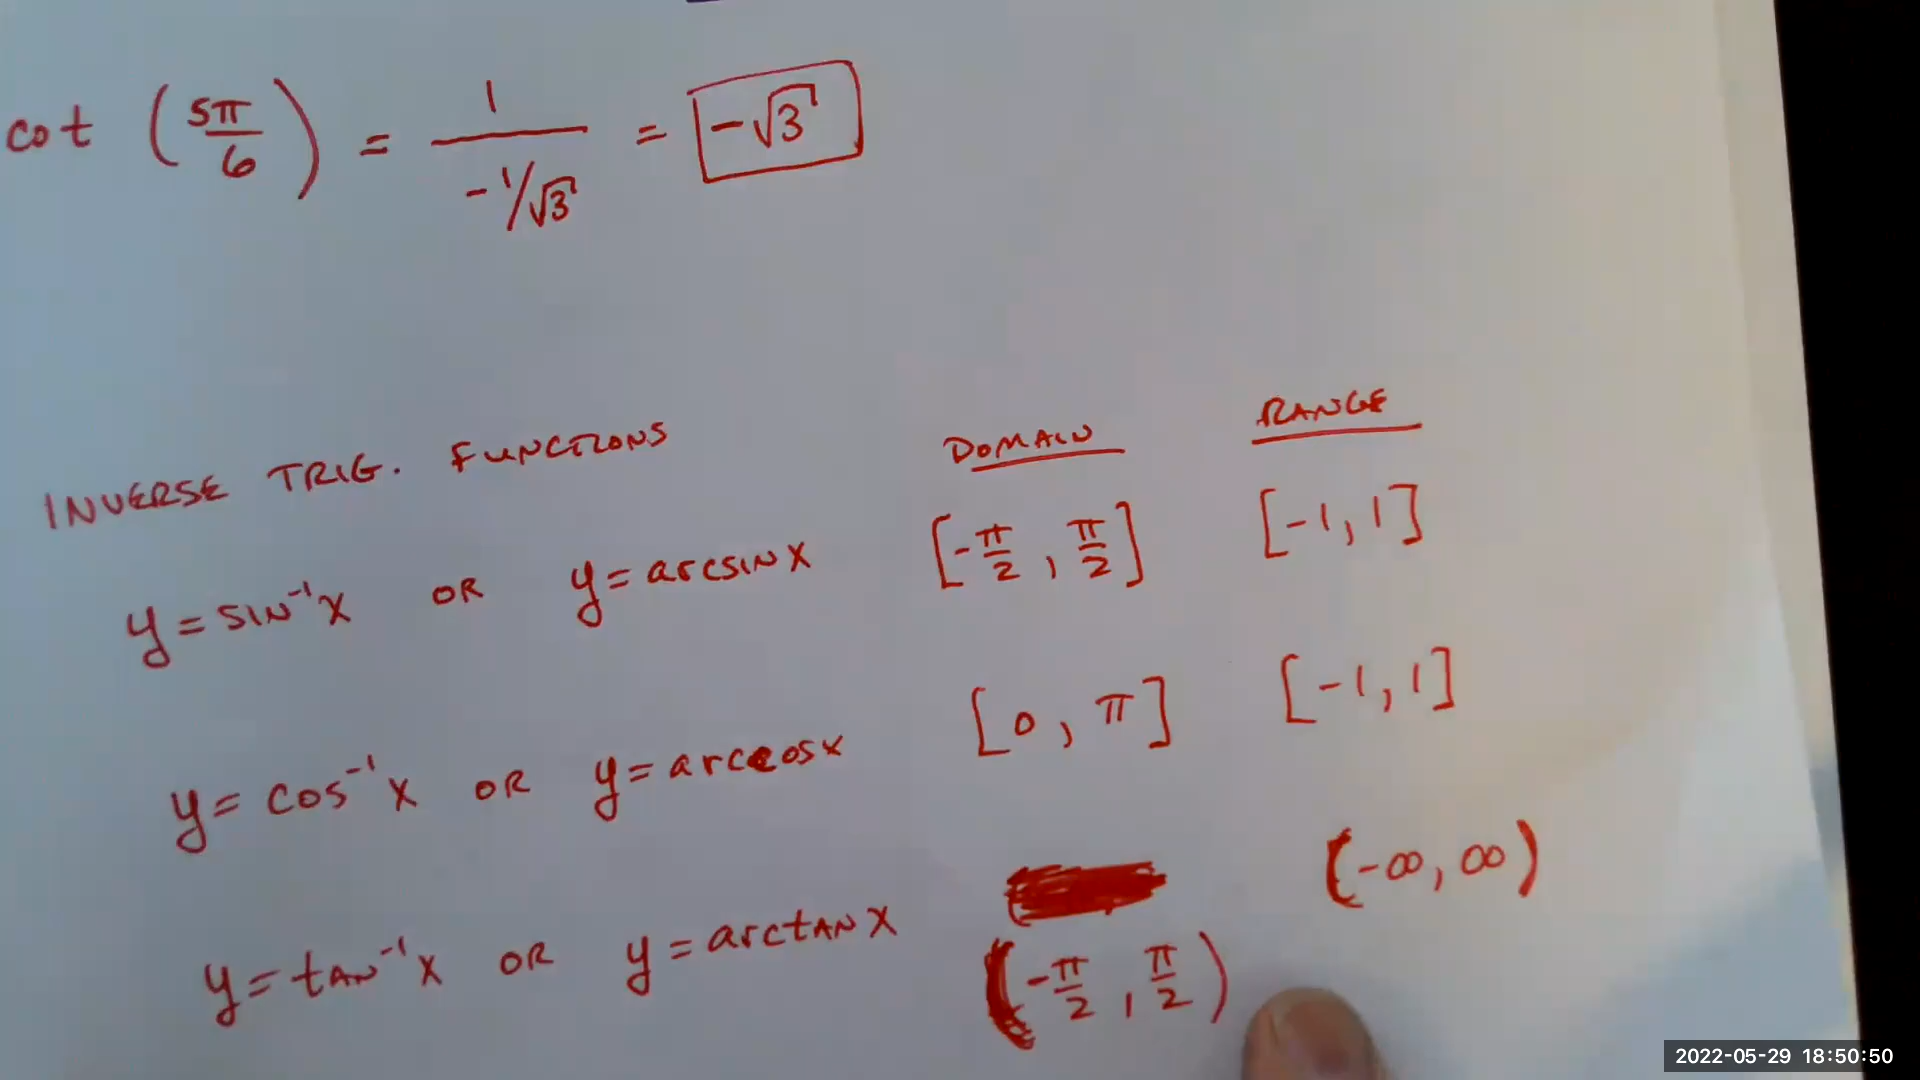 cot (5π/6) = 1/(-1/√3) = -√3
INVERSE TRIG. FUNCTIONS DOMAIN RANGE
y = sin⁻¹x OR y = arcsin x [-π/2, π/2] [-1, 1]
y = cos⁻¹x OR y = arccosx [0, π] [-1, 1]
y = tan⁻¹x OR y = arctan x (-π/2, π/2) (-∞, ∞)
2022-05-29 18:50:50